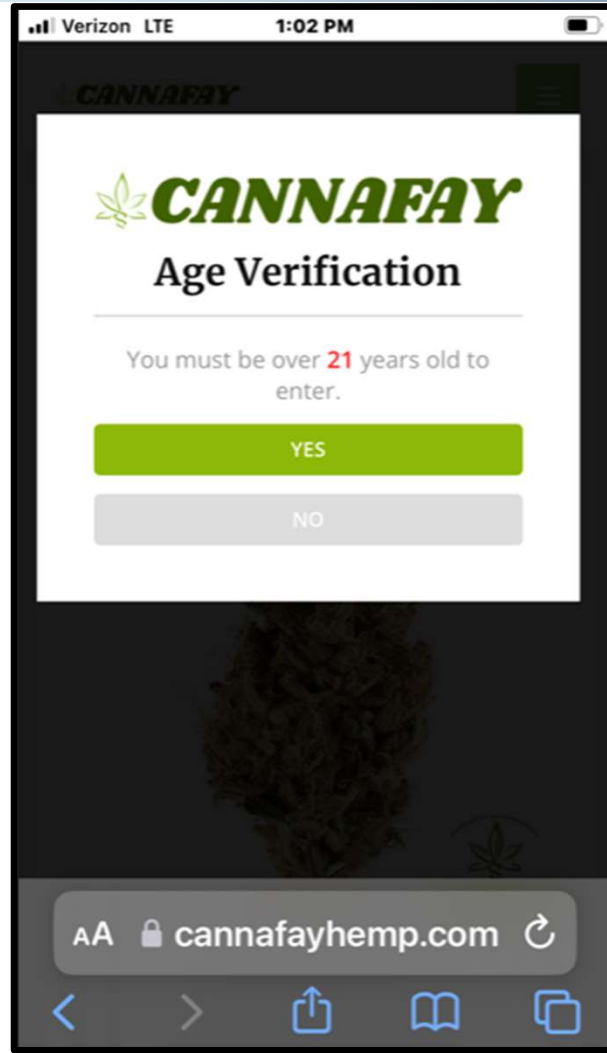 Verizon LTE 1:02 PM
CANNAFAY
CANNAFAY
Age Verification
You must be over 21 years old to
enter.
YES
NO
AA cannafayhemp.com